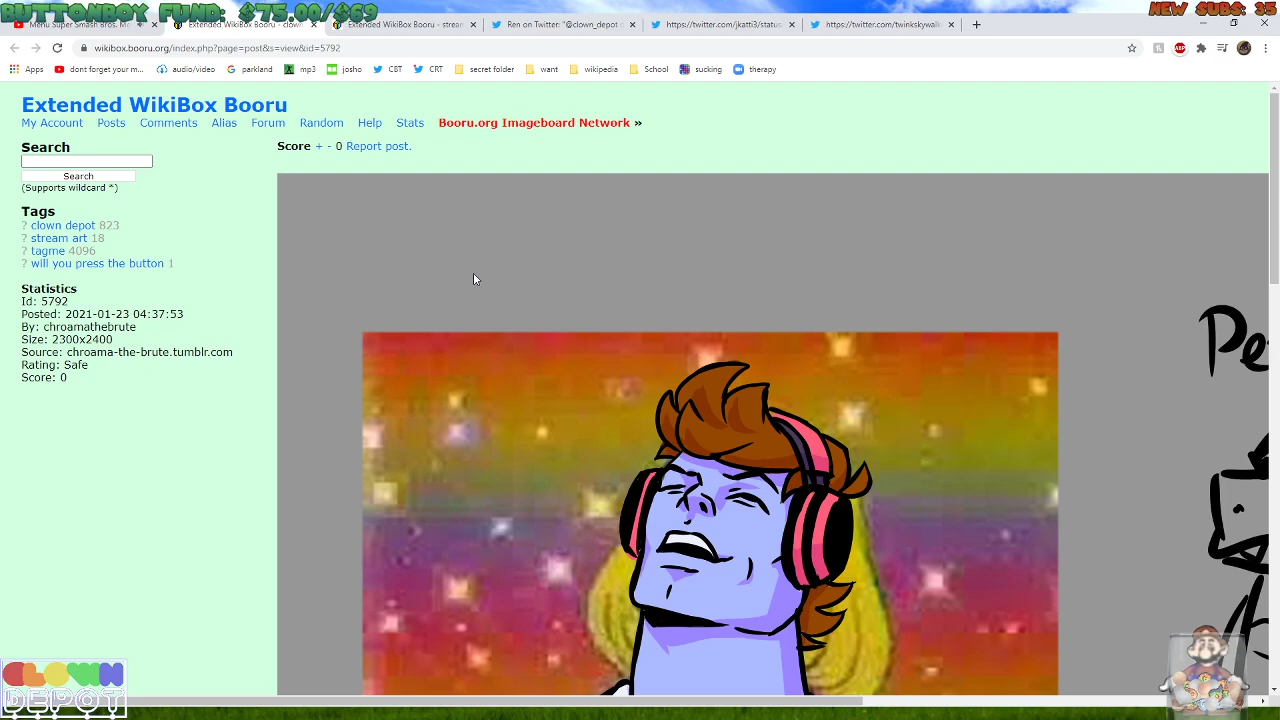 BUTTONBOX FUND: $75.00/$69
NEW SUBS: 35
Menu Super Smash Bros. Me
Extended WikiBox Booru - clown
Extended WikiBox Booru - stream
Ren on Twitter: "@clown_depot
https://twitter.com/jkatti3/status
https://twitter.com/twinkskywal
wikibox.booru.org/index.php?page=post&s=view&id=5792
ABP
Apps
dont forget your m...
audio/video
parkland
mp3
josho
CBT
CRT
secret folder
want
wikipedia
School
sucking
therapy
Extended WikiBox Booru
My Account Posts Comments Alias Forum Random Help Stats Booru.org Imageboard Network »
Score + - 0 Report post.
Search
Search
(Supports wildcard *)
Tags
? clown depot 823
? stream art 18
? tagme 4096
? will you press the button 1
Statistics
Id: 5792
Posted: 2021-01-23 04:37:53
By: chroamathebrute
Size: 2300x2400
Source: chroama-the-brute.tumblr.com
Rating: Safe
Score: 0
Pe
CLOWN
DEPOT